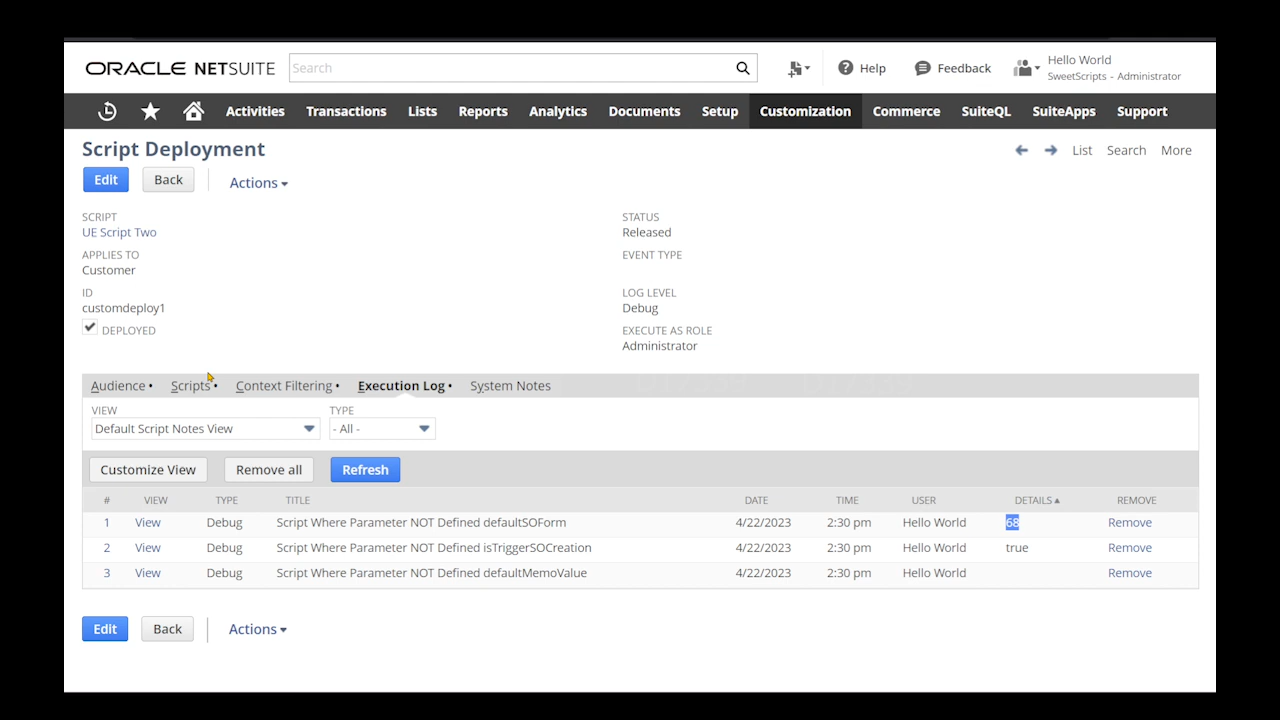 ORACLE NETSUITE
Search
Help
Feedback
Hello World
SweetScripts - Administrator
Activities Transactions Lists Reports Analytics Documents Setup Customization Commerce SuiteQL SuiteApps Support
Script Deployment
List Search More
Edit Back Actions
SCRIPT
UE Script Two
APPLIES TO
Customer
ID
customdeploy1
DEPLOYED
STATUS
Released
EVENT TYPE
LOG LEVEL
Debug
EXECUTE AS ROLE
Administrator
Audience • Scripts • Context Filtering • Execution Log • System Notes
VIEW TYPE
Default Script Notes View - All -
Customize View Remove all Refresh
# VIEW TYPE TITLE DATE TIME USER DETAILS ▲ REMOVE
1 View Debug Script Where Parameter NOT Defined defaultSOForm 4/22/2023 2:30 pm Hello World 68 Remove
2 View Debug Script Where Parameter NOT Defined isTriggerSOCreation 4/22/2023 2:30 pm Hello World true Remove
3 View Debug Script Where Parameter NOT Defined defaultMemoValue 4/22/2023 2:30 pm Hello World Remove
Edit Back Actions